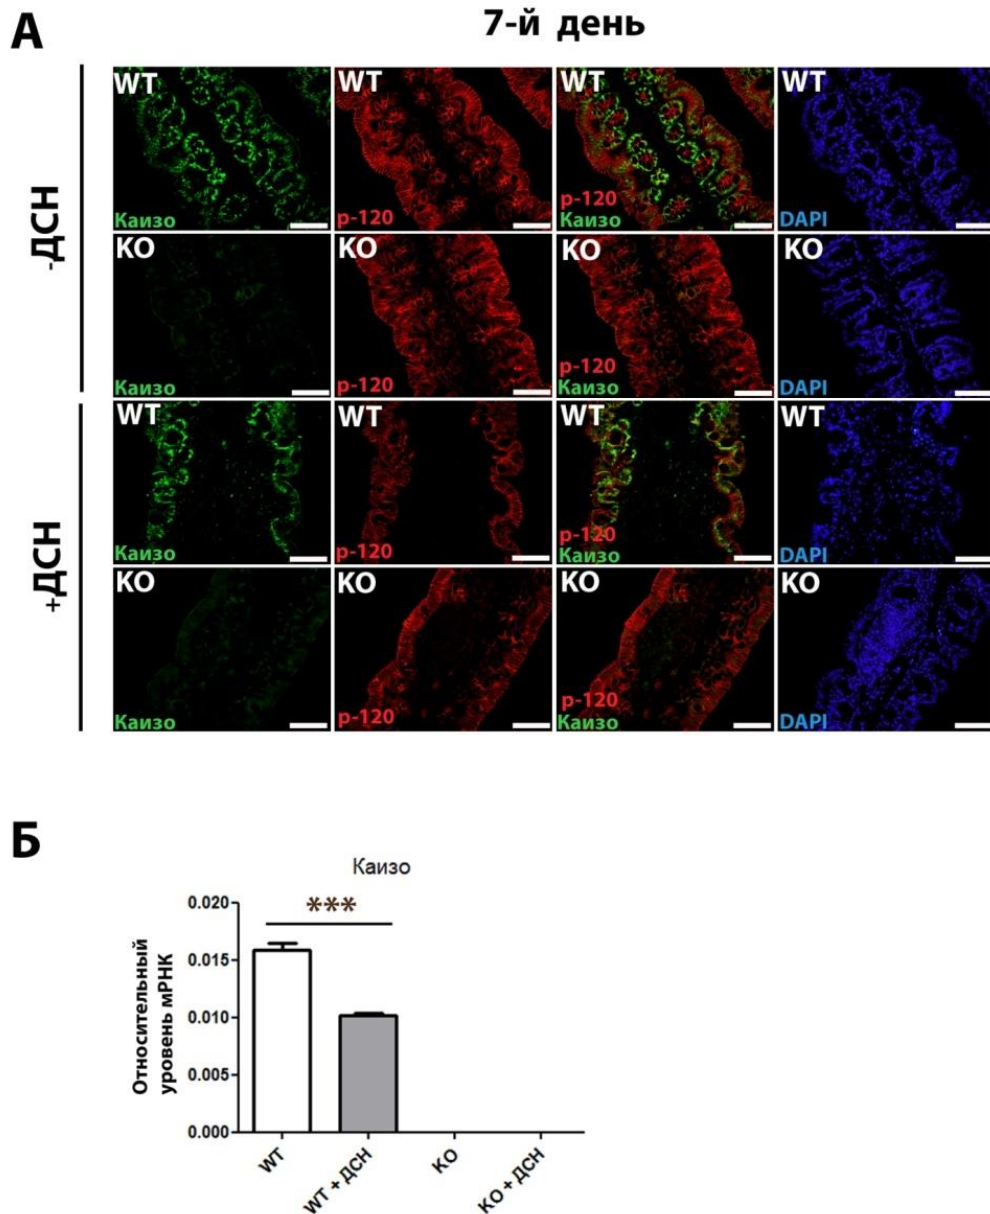 А
7-й день
-ДСН
WT
Каизо
WT
p-120
WT
p-120
Каизо
WT
DAPI
KO
Каизо
KO
p-120
KO
p-120
Каизо
KO
DAPI
+ДСН
WT
Каизо
WT
p-120
WT
p-120
Каизо
WT
DAPI
KO
Каизо
KO
p-120
KO
p-120
Каизо
KO
DAPI
Б
Каизо
***
Относительный
уровень мРНК
0.020
0.015
0.010
0.005
0.000
WT
WT + ДСН
KO
KO + ДСН